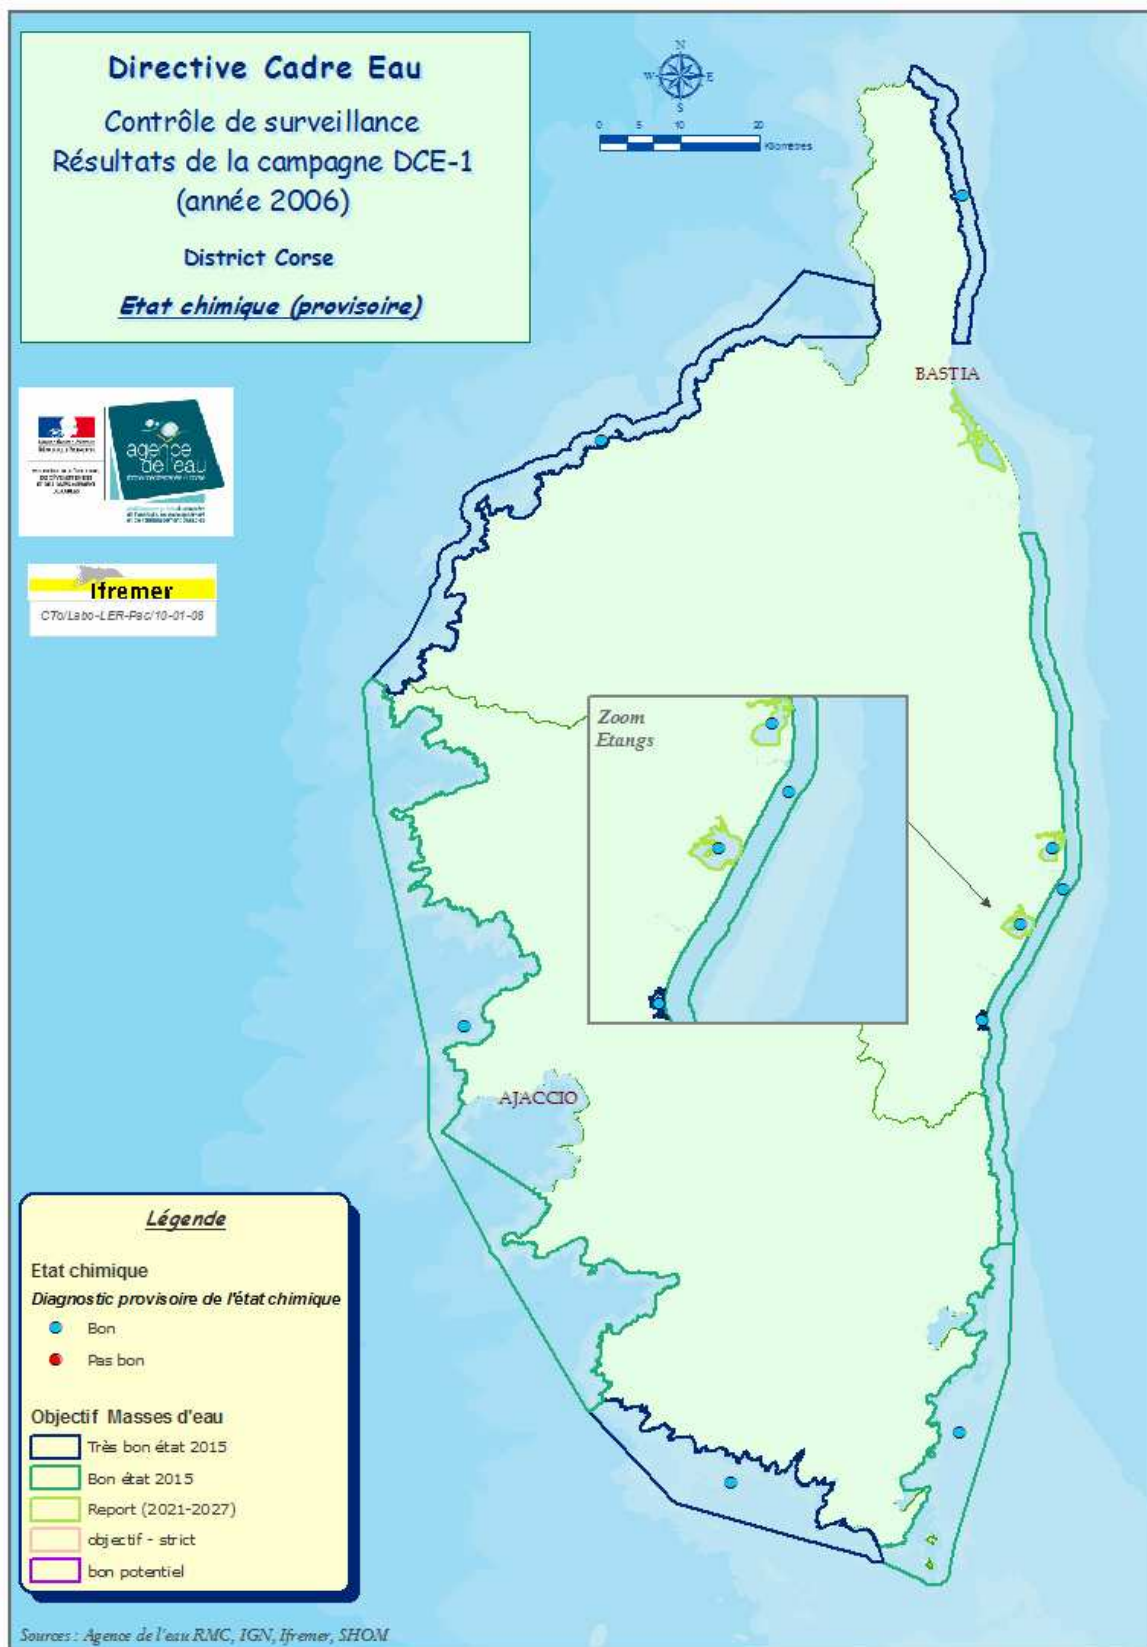 Directive Cadre Eau
Contrôle de surveillance
Résultats de la campagne DCE-1
(année 2006)
District Corse
Etat chimique (provisoire)
N
W E
S
0 5 10 20
Kilomètres
BASTIA
agence
de l'eau
Ifremer
CTo/Labo-LER-Pac/10-01-08
Zoom
Etangs
AJACCIO
Légende
Etat chimique
Diagnostic provisoire de l'état chimique
Bon
Pas bon
Objectif Masses d'eau
Très bon état 2015
Bon état 2015
Report (2021-2027)
objectif - strict
bon potentiel
Sources : Agence de l'eau RMC, IGN, Ifremer, SHOM